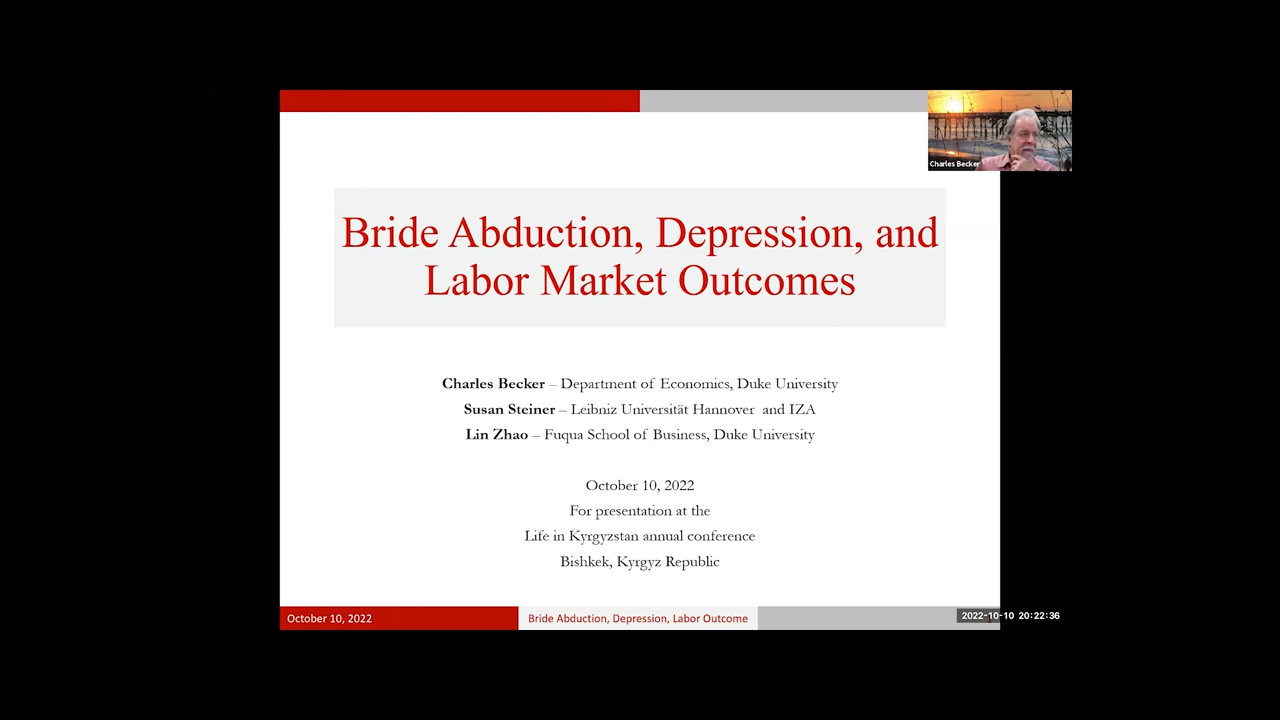 Charles Becker
Bride Abduction, Depression, and
Labor Market Outcomes
Charles Becker – Department of Economics, Duke University
Susan Steiner – Leibniz Universität Hannover and IZA
Lin Zhao – Fuqua School of Business, Duke University
October 10, 2022
For presentation at the
Life in Kyrgyzstan annual conference
Bishkek, Kyrgyz Republic
October 10, 2022
Bride Abduction, Depression, Labor Outcome
2022-10-10 20:22:36